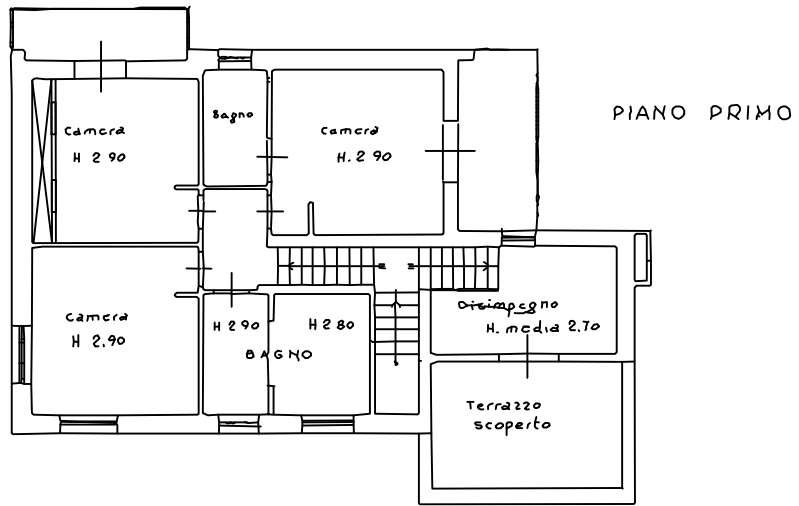 PIANO PRIMO
Camera
H 2 90
Bagno
Camera
H. 2 90
Camera
H 2,90
H 2 90
H 2 80
BAGNO
Disimpegno
H. media 2,70
Terrazzo
scoperto